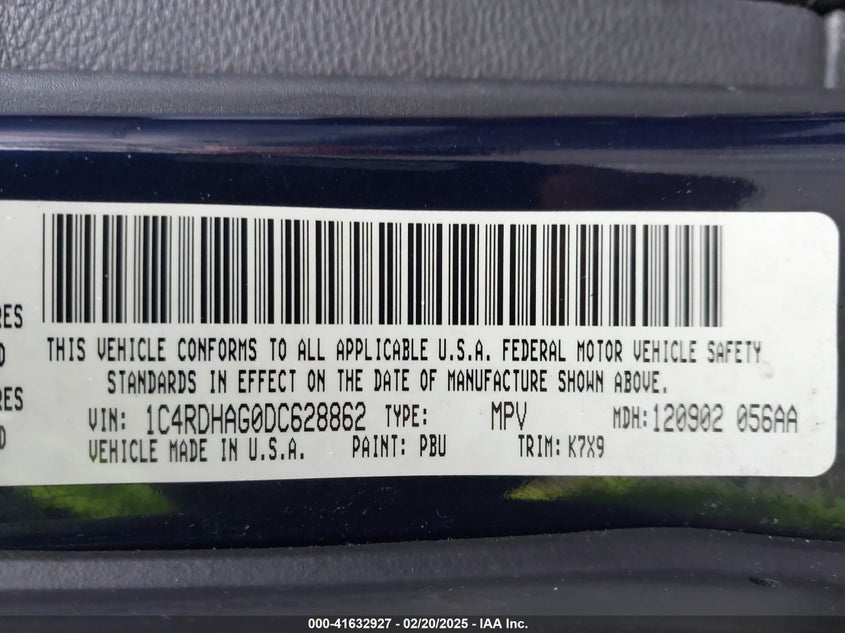 RES
D
RES
D
THIS VEHICLE CONFORMS TO ALL APPLICABLE U.S.A. FEDERAL MOTOR VEHICLE SAFETY
STANDARDS IN EFFECT ON THE DATE OF MANUFACTURE SHOWN ABOVE.
VIN: 1C4RDHAG0DC628862 TYPE: MPV MDH:120902 056AA
VEHICLE MADE IN U.S.A. PAINT: PBU TRIM: K7X9
000-41632927 - 02/20/2025 - IAA Inc.